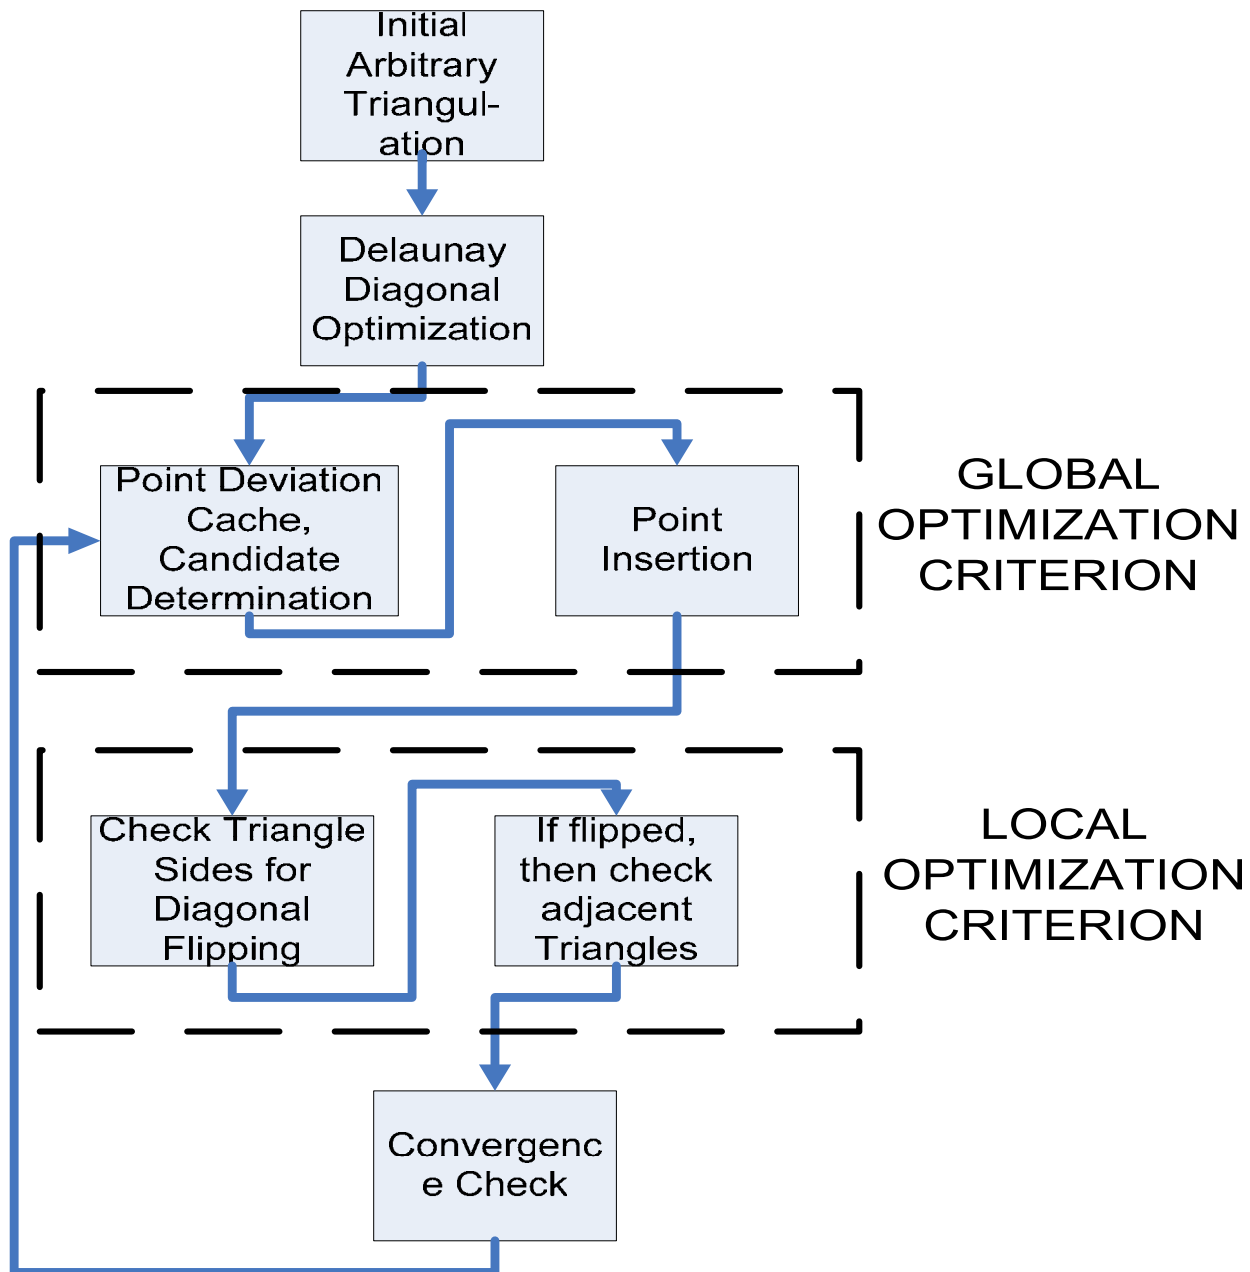 Initial
Arbitrary
Triangul-
ation
Delaunay
Diagonal
Optimization
Point Deviation
Cache,
Candidate
Determination
Point
Insertion
GLOBAL
OPTIMIZATION
CRITERION
Check Triangle
Sides for
Diagonal
Flipping
If flipped,
then check
adjacent
Triangles
LOCAL
OPTIMIZATION
CRITERION
Convergenc
e Check